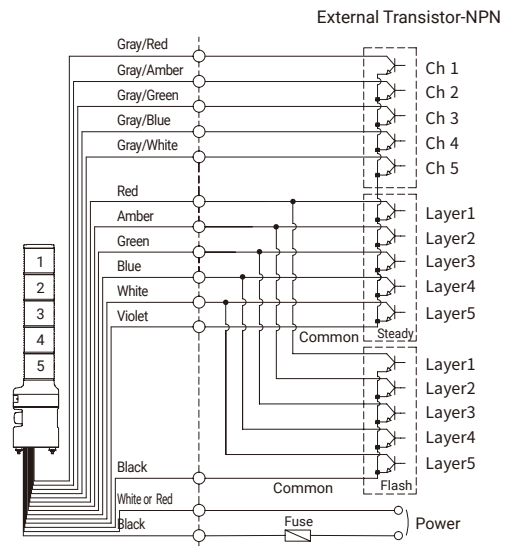 External Transistor-NPN
Gray/Red
Ch 1
Gray/Amber
Ch 2
Gray/Green
Ch 3
Gray/Blue
Ch 4
Gray/White
Ch 5
Red
Layer1
Amber
Layer2
Green
Layer3
Blue
Layer4
White
Layer5
Violet
Common
Steady
1
2
3
4
5
Layer1
Layer2
Layer3
Layer4
Layer5
Black
Common
Flash
White or Red
Black
Fuse
Power